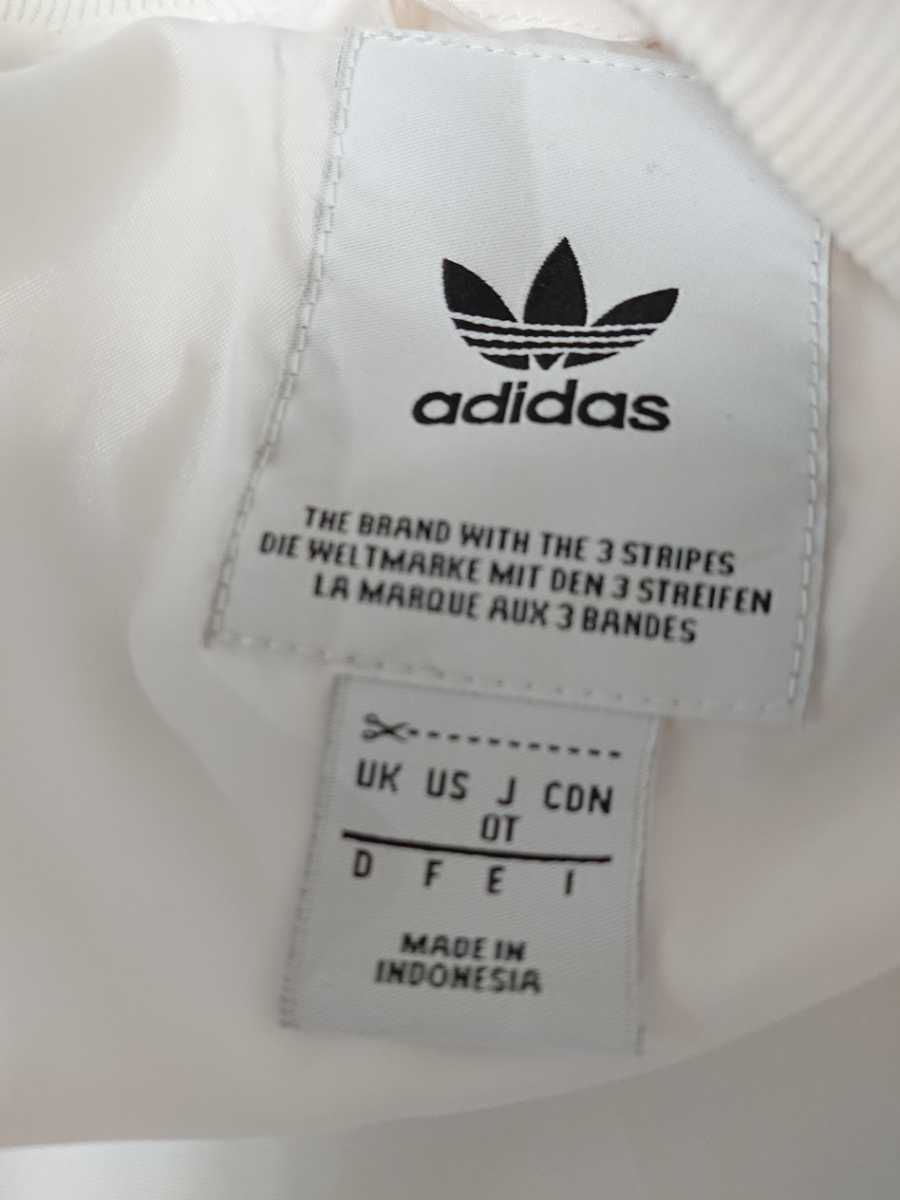 adidas
THE BRAND WITH THE 3 STRIPES
DIE WELTMARKE MIT DEN 3 STREIFEN
LA MARQUE AUX 3 BANDES
UK US J CDN
OT
D F E I
MADE IN
INDONESIA